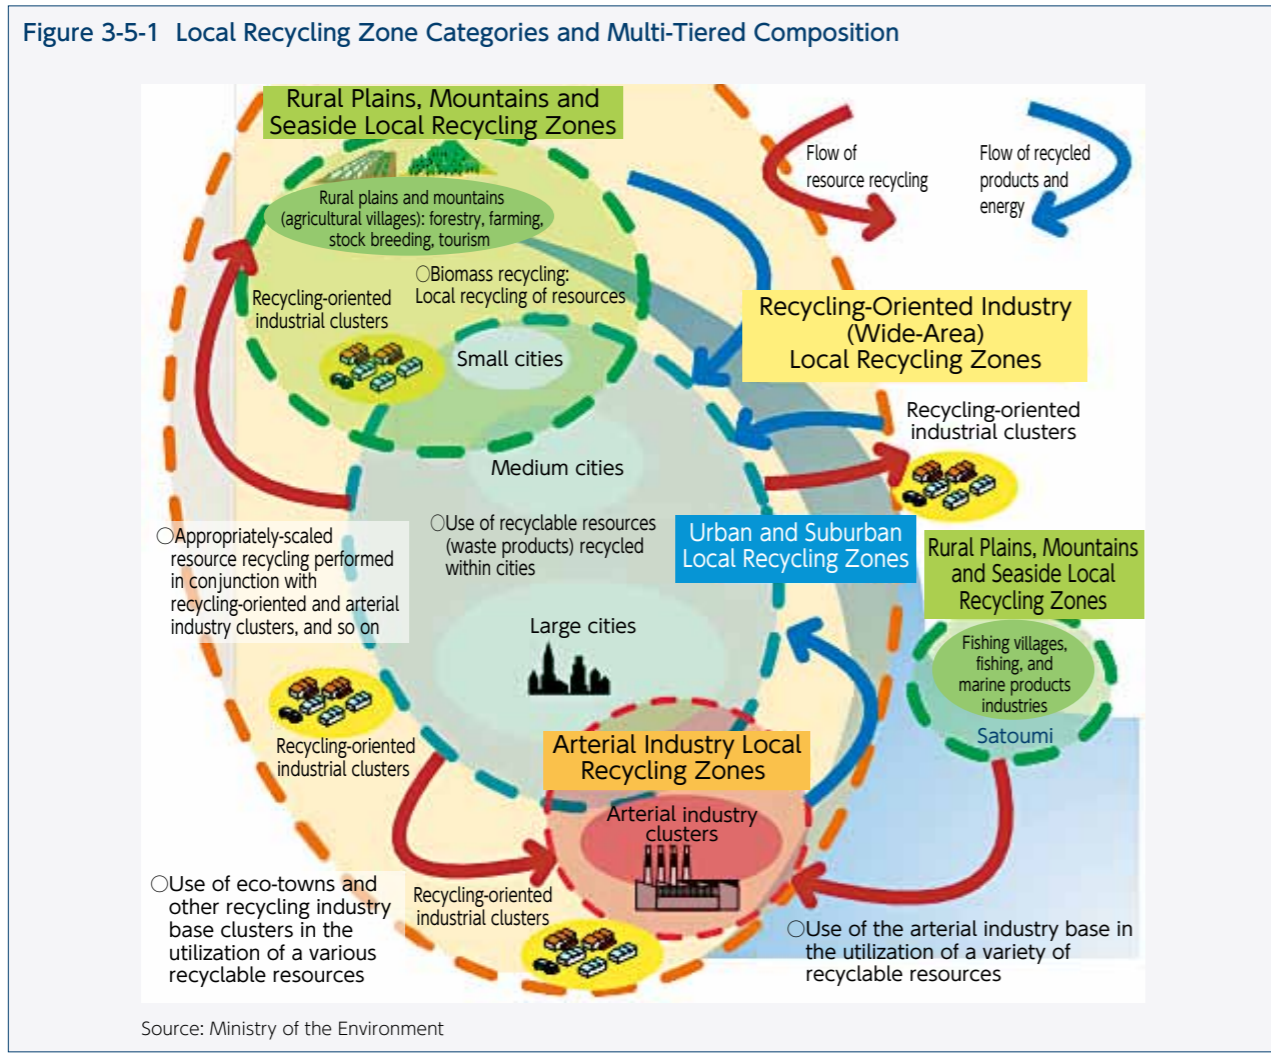 Figure 3-5-1 Local Recycling Zone Categories and Multi-Tiered Composition
Rural Plains, Mountains and
Seaside Local Recycling Zones
Flow of
resource recycling
Flow of recycled
products and
energy
Rural plains and mountains
(agricultural villages): forestry, farming,
stock breeding, tourism
○Biomass recycling:
Local recycling of resources
Recycling-oriented
industrial clusters
Small cities
Recycling-Oriented Industry
(Wide-Area)
Local Recycling Zones
Recycling-oriented
industrial clusters
Medium cities
○Use of recyclable resources
(waste products) recycled
within cities
Urban and Suburban
Local Recycling Zones
○Appropriately-scaled
resource recycling performed
in conjunction with
recycling-oriented and arterial
industry clusters, and so on
Rural Plains, Mountains
and Seaside Local
Recycling Zones
Large cities
Fishing villages,
fishing, and
marine products
industries
Satoumi
Recycling-oriented
industrial clusters
Arterial Industry Local
Recycling Zones
Arterial industry
clusters
○Use of eco-towns and
other recycling industry
base clusters in the
utilization of a various
recyclable resources
Recycling-oriented
industrial clusters
○Use of the arterial industry base in
the utilization of a variety of
recyclable resources
Source: Ministry of the Environment